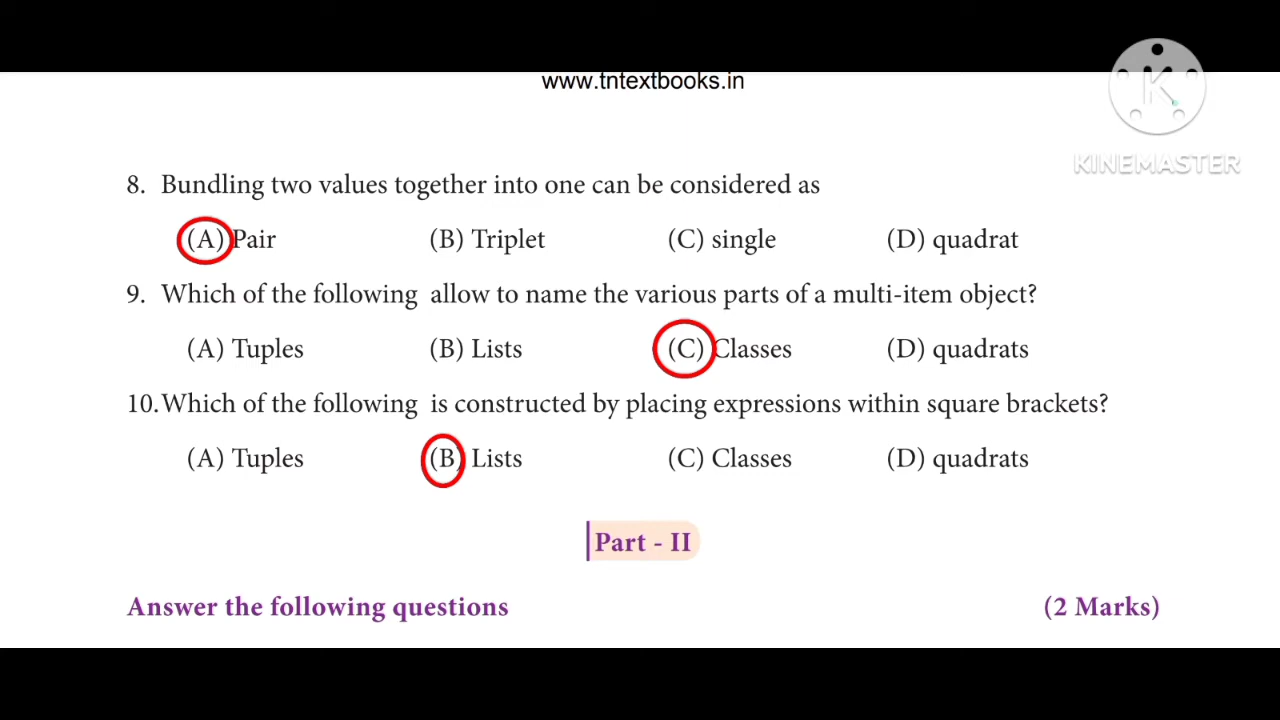 www.tntextbooks.in
K
KINEMASTER
8. Bundling two values together into one can be considered as
(A) Pair (B) Triplet (C) single (D) quadrat
9. Which of the following allow to name the various parts of a multi-item object?
(A) Tuples (B) Lists (C) Classes (D) quadrats
10.Which of the following is constructed by placing expressions within square brackets?
(A) Tuples (B) Lists (C) Classes (D) quadrats
Part - II
Answer the following questions (2 Marks)